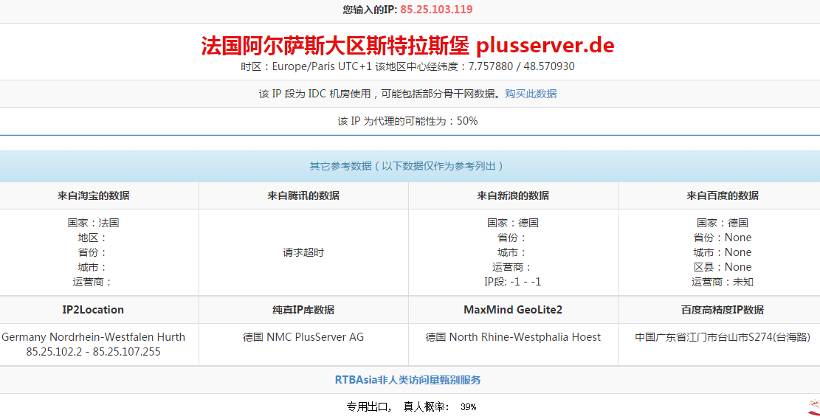 您输入的IP: 85.25.103.119
法国阿尔萨斯大区斯特拉斯堡 plusserver.de
时区：Europe/Paris UTC+1 该地区中心经纬度：7.757880 / 48.570930
该 IP 段为 IDC 机房使用，可能包括部分骨干网数据。购买此数据
该 IP 为代理的可能性为：50%
其它参考数据（以下数据仅作为参考列出）
来自淘宝的数据 来自腾讯的数据 来自新浪的数据 来自百度的数据
国家：法国
地区：
省份：
城市：
运营商：
请求超时
国家：德国
省份：
城市：
运营商：
IP段: -1 - -1
国家：德国
省份：None
城市：None
区县：None
运营商：未知
IP2Location 纯真IP库数据 MaxMind GeoLite2 百度高精度IP数据
Germany Nordrhein-Westfalen Hurth
85.25.102.2 - 85.25.107.255
德国 NMC PlusServer AG
德国 North Rhine-Westphalia Hoest
中国广东省江门市台山市S274(台海路)
RTBAsia非人类访问量甄别服务
专用出口， 真人概率： 39%